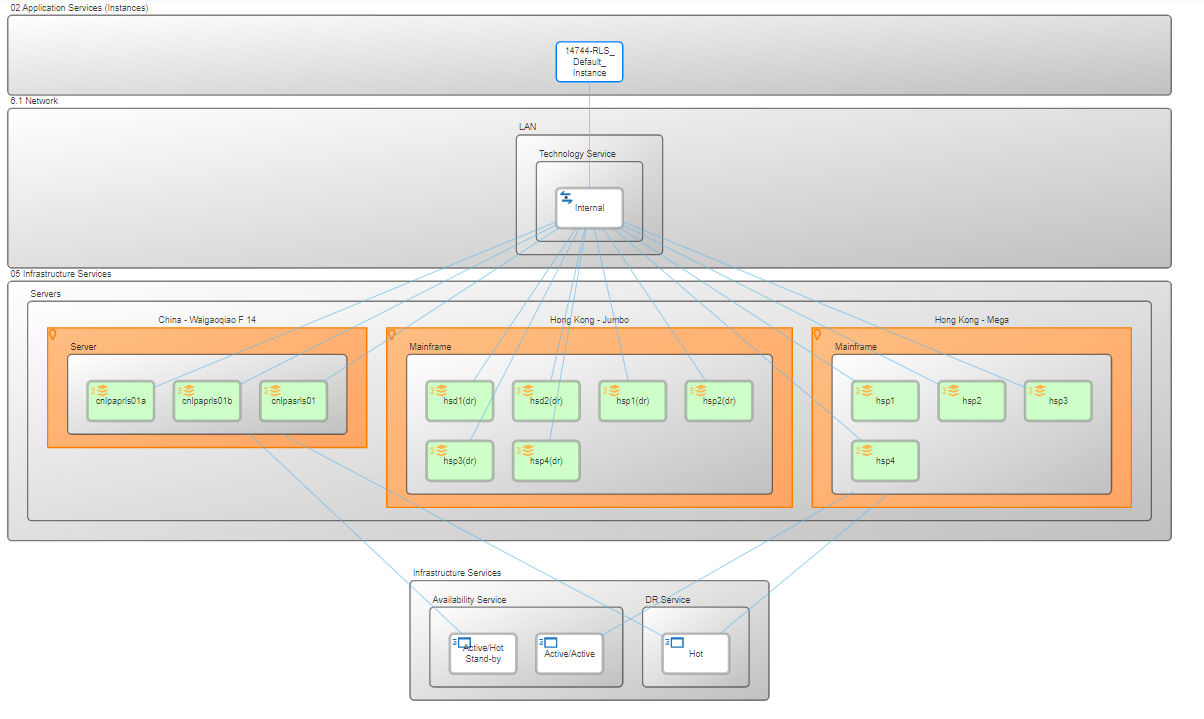 02 Application Services (Instances)
14744-RLS_
Default_
Instance
6.1 Network
LAN
Technology Service
Internal
05 Infrastructure Services
Servers
China - Waigaoqiao F 14
Hong Kong - Jumbo
Hong Kong - Mega
Server
Mainframe
Mainframe
cnlpaprls01a
cnlpaprls01b
cnlpasrls01
hsd1(dr)
hsd2(dr)
hsp1(dr)
hsp2(dr)
hsp1
hsp2
hsp3
hsp3(dr)
hsp4(dr)
hsp4
Infrastructure Services
Availability Service
DR Service
Active/Hot
Stand-by
Active/Active
Hot